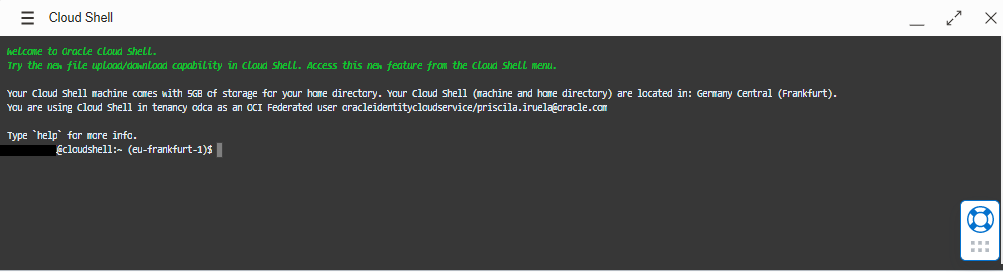 Cloud Shell
Welcome to Oracle Cloud Shell.
Try the new file upload/download capability in Cloud Shell. Access this new feature from the Cloud Shell menu.
Your Cloud Shell machine comes with 5GB of storage for your home directory. Your Cloud Shell (machine and home directory) are located in: Germany Central (Frankfurt).
You are using Cloud Shell in tenancy odca as an OCI Federated user oracleidentitycloudservice/priscila.iruela@oracle.com
Type `help` for more info.
@cloudshell:~ (eu-frankfurt-1)$